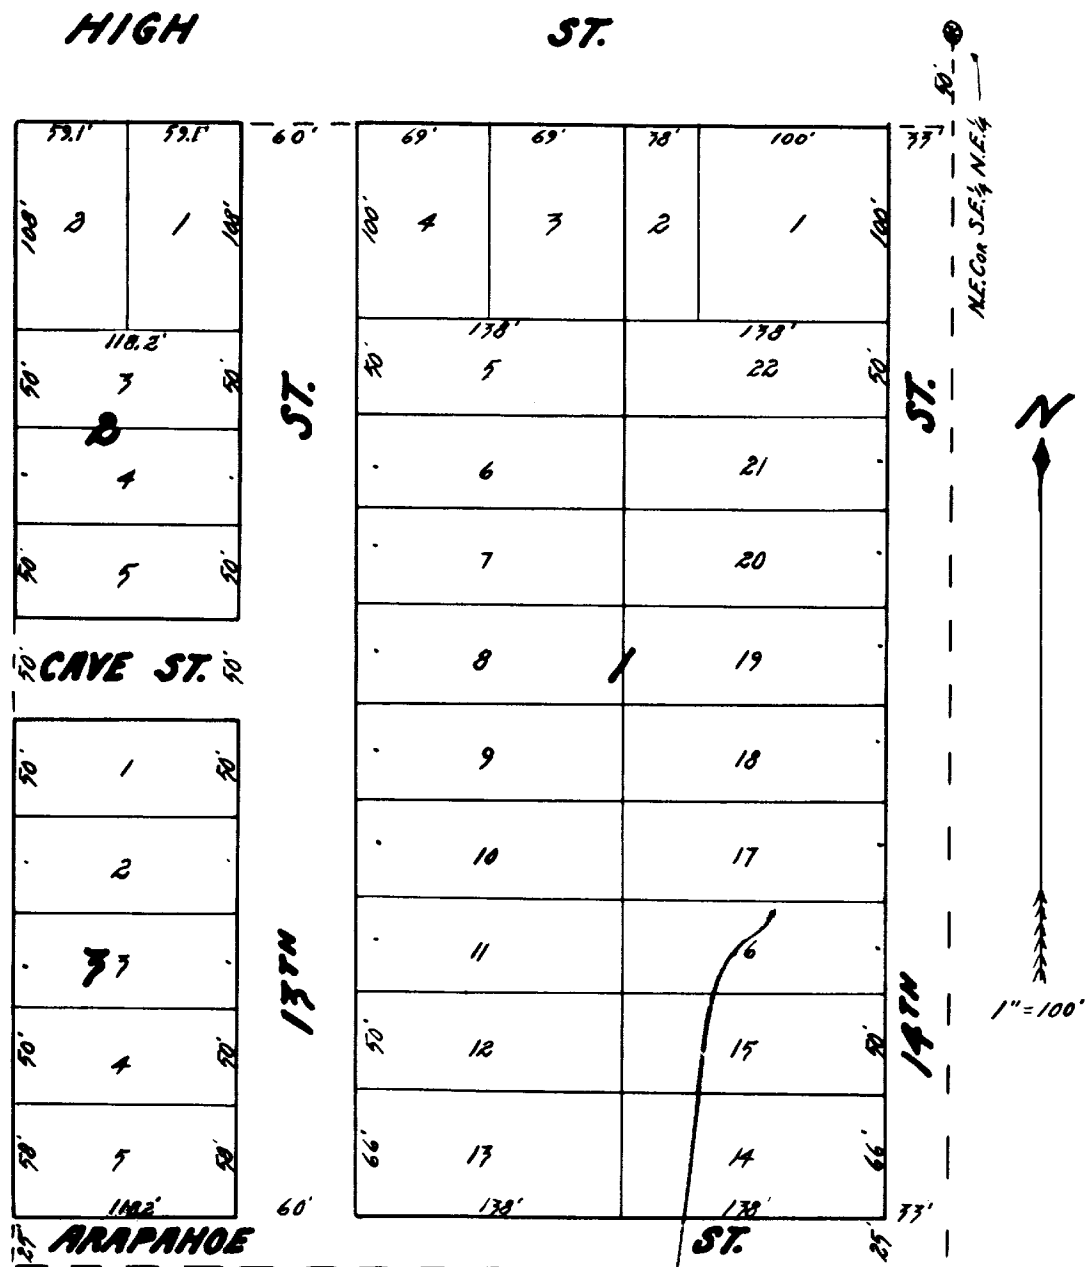 HIGH ST.
50'
N.E. COR S.E.¼ N.E.¼
59.1' 59.1' 60' 69' 69' 38' 100' 33'
108' 2 1 108' 100' 4 3 2 1 100'
118.2' 138' 138'
50' 3 50' ST. 50' 5 22 50' ST. N
2
4 6 21
50' 5 50' 7 20
50' CAVE ST. 50' 8 1 19
50' 1 50' 9 18
2 10 17
3 3 13TH 11 6
1"=100'
50' 4 50' 50' 12 15 50' 14TH
50' 5 50' 66' 13 14 66'
118.2' 60' 138' 138' 33'
25' ARAPAHOE ST. 25'